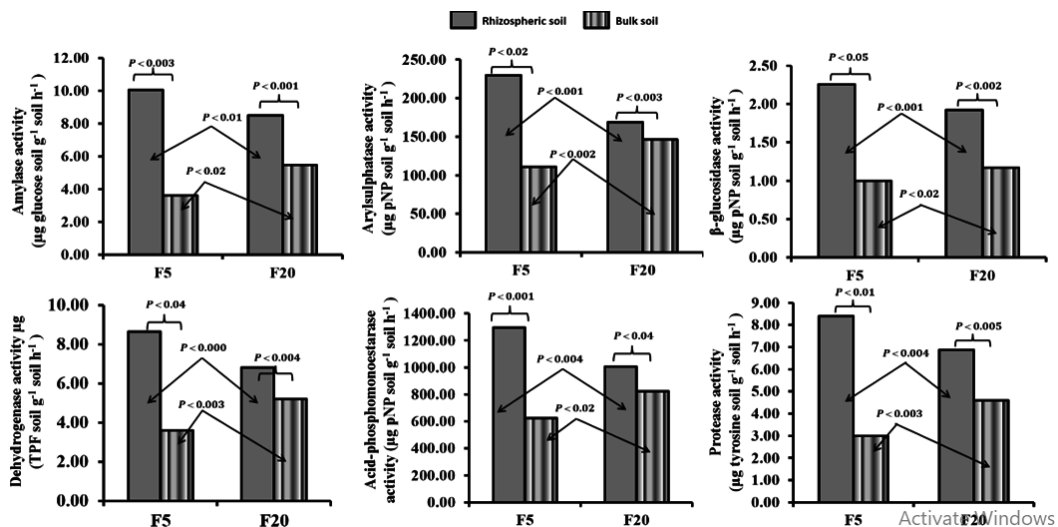 Rhizospheric soil
Bulk soil
Amylase activity
(µg glucose soil g⁻¹ soil h⁻¹ )
12.00
10.00
8.00
6.00
4.00
2.00
0.00
P < 0.003
P < 0.001
P < 0.01
P < 0.02
F5
F20
Arylsulphatase activity
(µg pNP soil g⁻¹ soil h⁻¹ )
250.00
200.00
150.00
100.00
50.00
0.00
P < 0.02
P < 0.001
P < 0.003
P < 0.002
F5
F20
β-glucosidase activity
(µg pNP soil g⁻¹ soil h⁻¹ )
2.50
2.00
1.50
1.00
0.50
0.00
P < 0.05
P < 0.001
P < 0.002
P < 0.02
F5
F20
Dehydrogenase activity µg
(TPF soil g⁻¹ soil h⁻¹ )
10.00
8.00
6.00
4.00
2.00
0.00
P < 0.04
P < 0.000
P < 0.004
P < 0.003
F5
F20
Acid-phosphomonoestarase
activity (µg pNP soil g⁻¹ soil h⁻¹ )
1400.00
1200.00
1000.00
800.00
600.00
400.00
200.00
0.00
P < 0.001
P < 0.04
P < 0.004
P < 0.02
F5
F20
Protease activity
(µg tyrosine soil g⁻¹ soil h⁻¹ )
9.00
8.00
7.00
6.00
5.00
4.00
3.00
2.00
1.00
0.00
P < 0.01
P < 0.005
P < 0.004
P < 0.003
F5
F20
Activate Windows